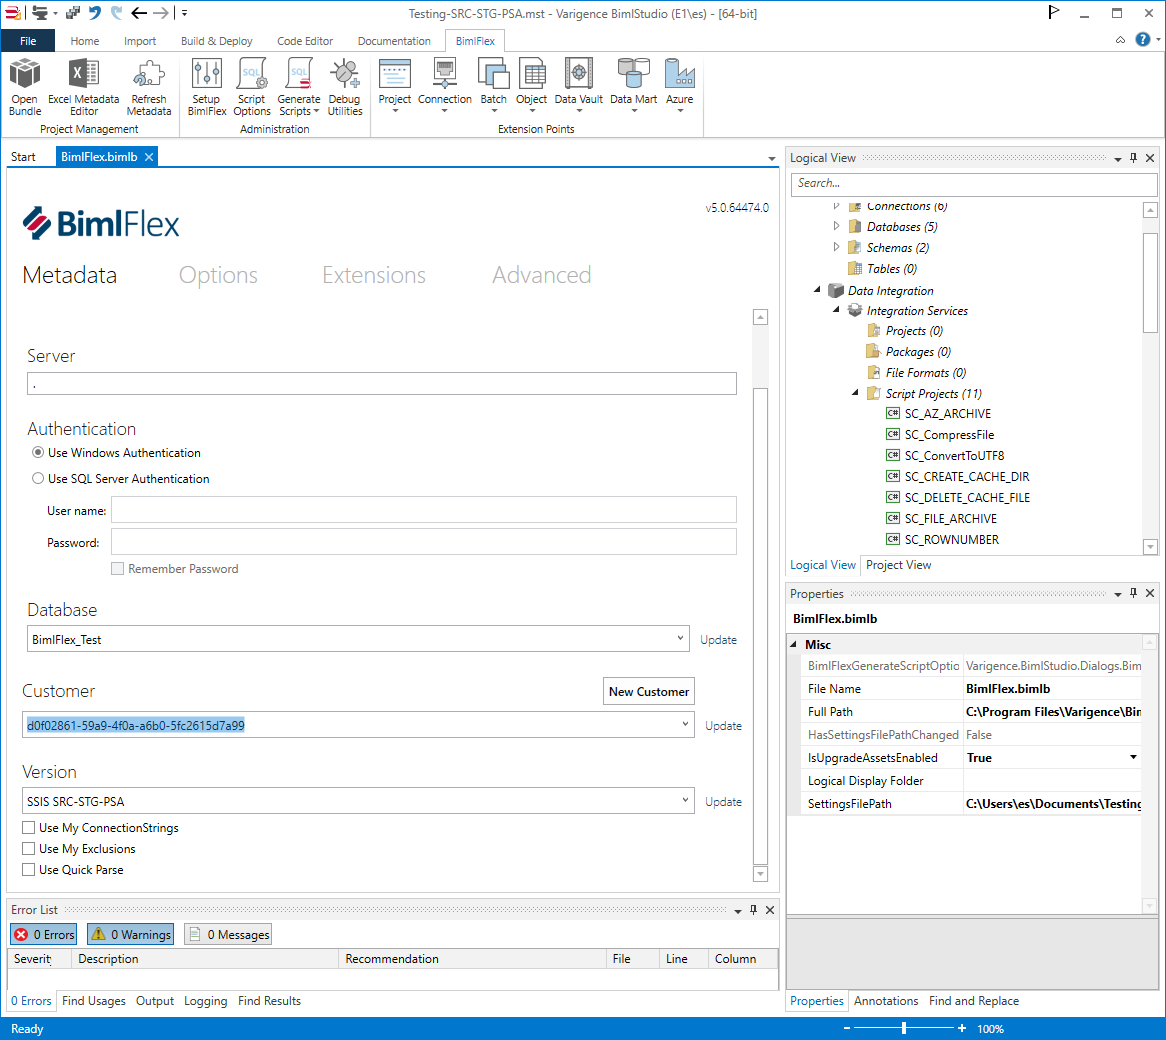 Testing-SRC-STG-PSA.mst - Varigence BimlStudio (E1\es) - [64-bit]
File Home Import Build & Deploy Code Editor Documentation BimlFlex
Open Bundle
Excel Metadata Editor
Refresh Metadata
Setup BimlFlex
Script Options
Generate Scripts
Debug Utilities
Project Connection Batch Object Data Vault Data Mart Azure
Project Management Administration Extension Points
Start BimlFlex.bimlb
BimlFlex
v5.0.64474.0
Metadata Options Extensions Advanced
Server
.
Authentication
Use Windows Authentication
Use SQL Server Authentication
User name:
Password:
Remember Password
Database
BimlFlex_Test Update
Customer New Customer
d0f02861-59a9-4f0a-a6b0-5fc2615d7a99 Update
Version
SSIS SRC-STG-PSA Update
Use My ConnectionStrings
Use My Exclusions
Use Quick Parse
Error List
0 Errors 0 Warnings 0 Messages
Severity Description Recommendation File Line Column
0 Errors Find Usages Output Logging Find Results
Logical View
Search...
Connections (6)
Databases (5)
Schemas (2)
Tables (0)
Data Integration
Integration Services
Projects (0)
Packages (0)
File Formats (0)
Script Projects (11)
C# SC_AZ_ARCHIVE
C# SC_CompressFile
C# SC_ConvertToUTF8
C# SC_CREATE_CACHE_DIR
C# SC_DELETE_CACHE_FILE
C# SC_FILE_ARCHIVE
C# SC_ROWNUMBER
Logical View Project View
Properties
BimlFlex.bimlb
Misc
BimlFlexGenerateScriptOptio Varigence.BimlStudio.Dialogs.Bim
File Name BimlFlex.bimlb
Full Path C:\Program Files\Varigence\Bin
HasSettingsFilePathChanged False
IsUpgradeAssetsEnabled True
Logical Display Folder
SettingsFilePath C:\Users\es\Documents\Testing
Properties Annotations Find and Replace
Ready 100%